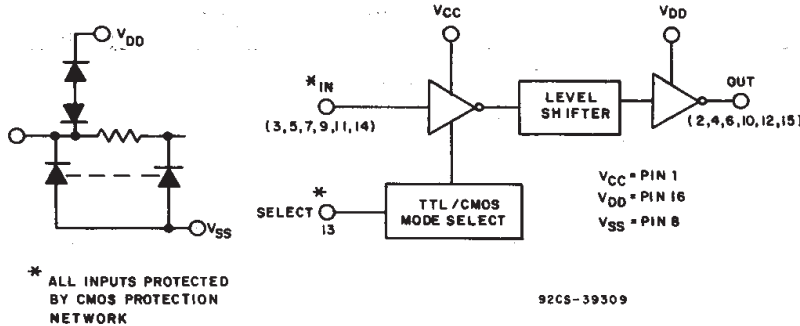 VDD
VSS
* ALL INPUTS PROTECTED
BY CMOS PROTECTION
NETWORK
VCC
VDD
*IN
(3,5,7,9,11,14)
LEVEL
SHIFTER
OUT
(2,4,6,10,12,15)
*
SELECT
13
TTL/CMOS
MODE SELECT
VCC = PIN 1
VDD = PIN 16
VSS = PIN 8
92CS-39309